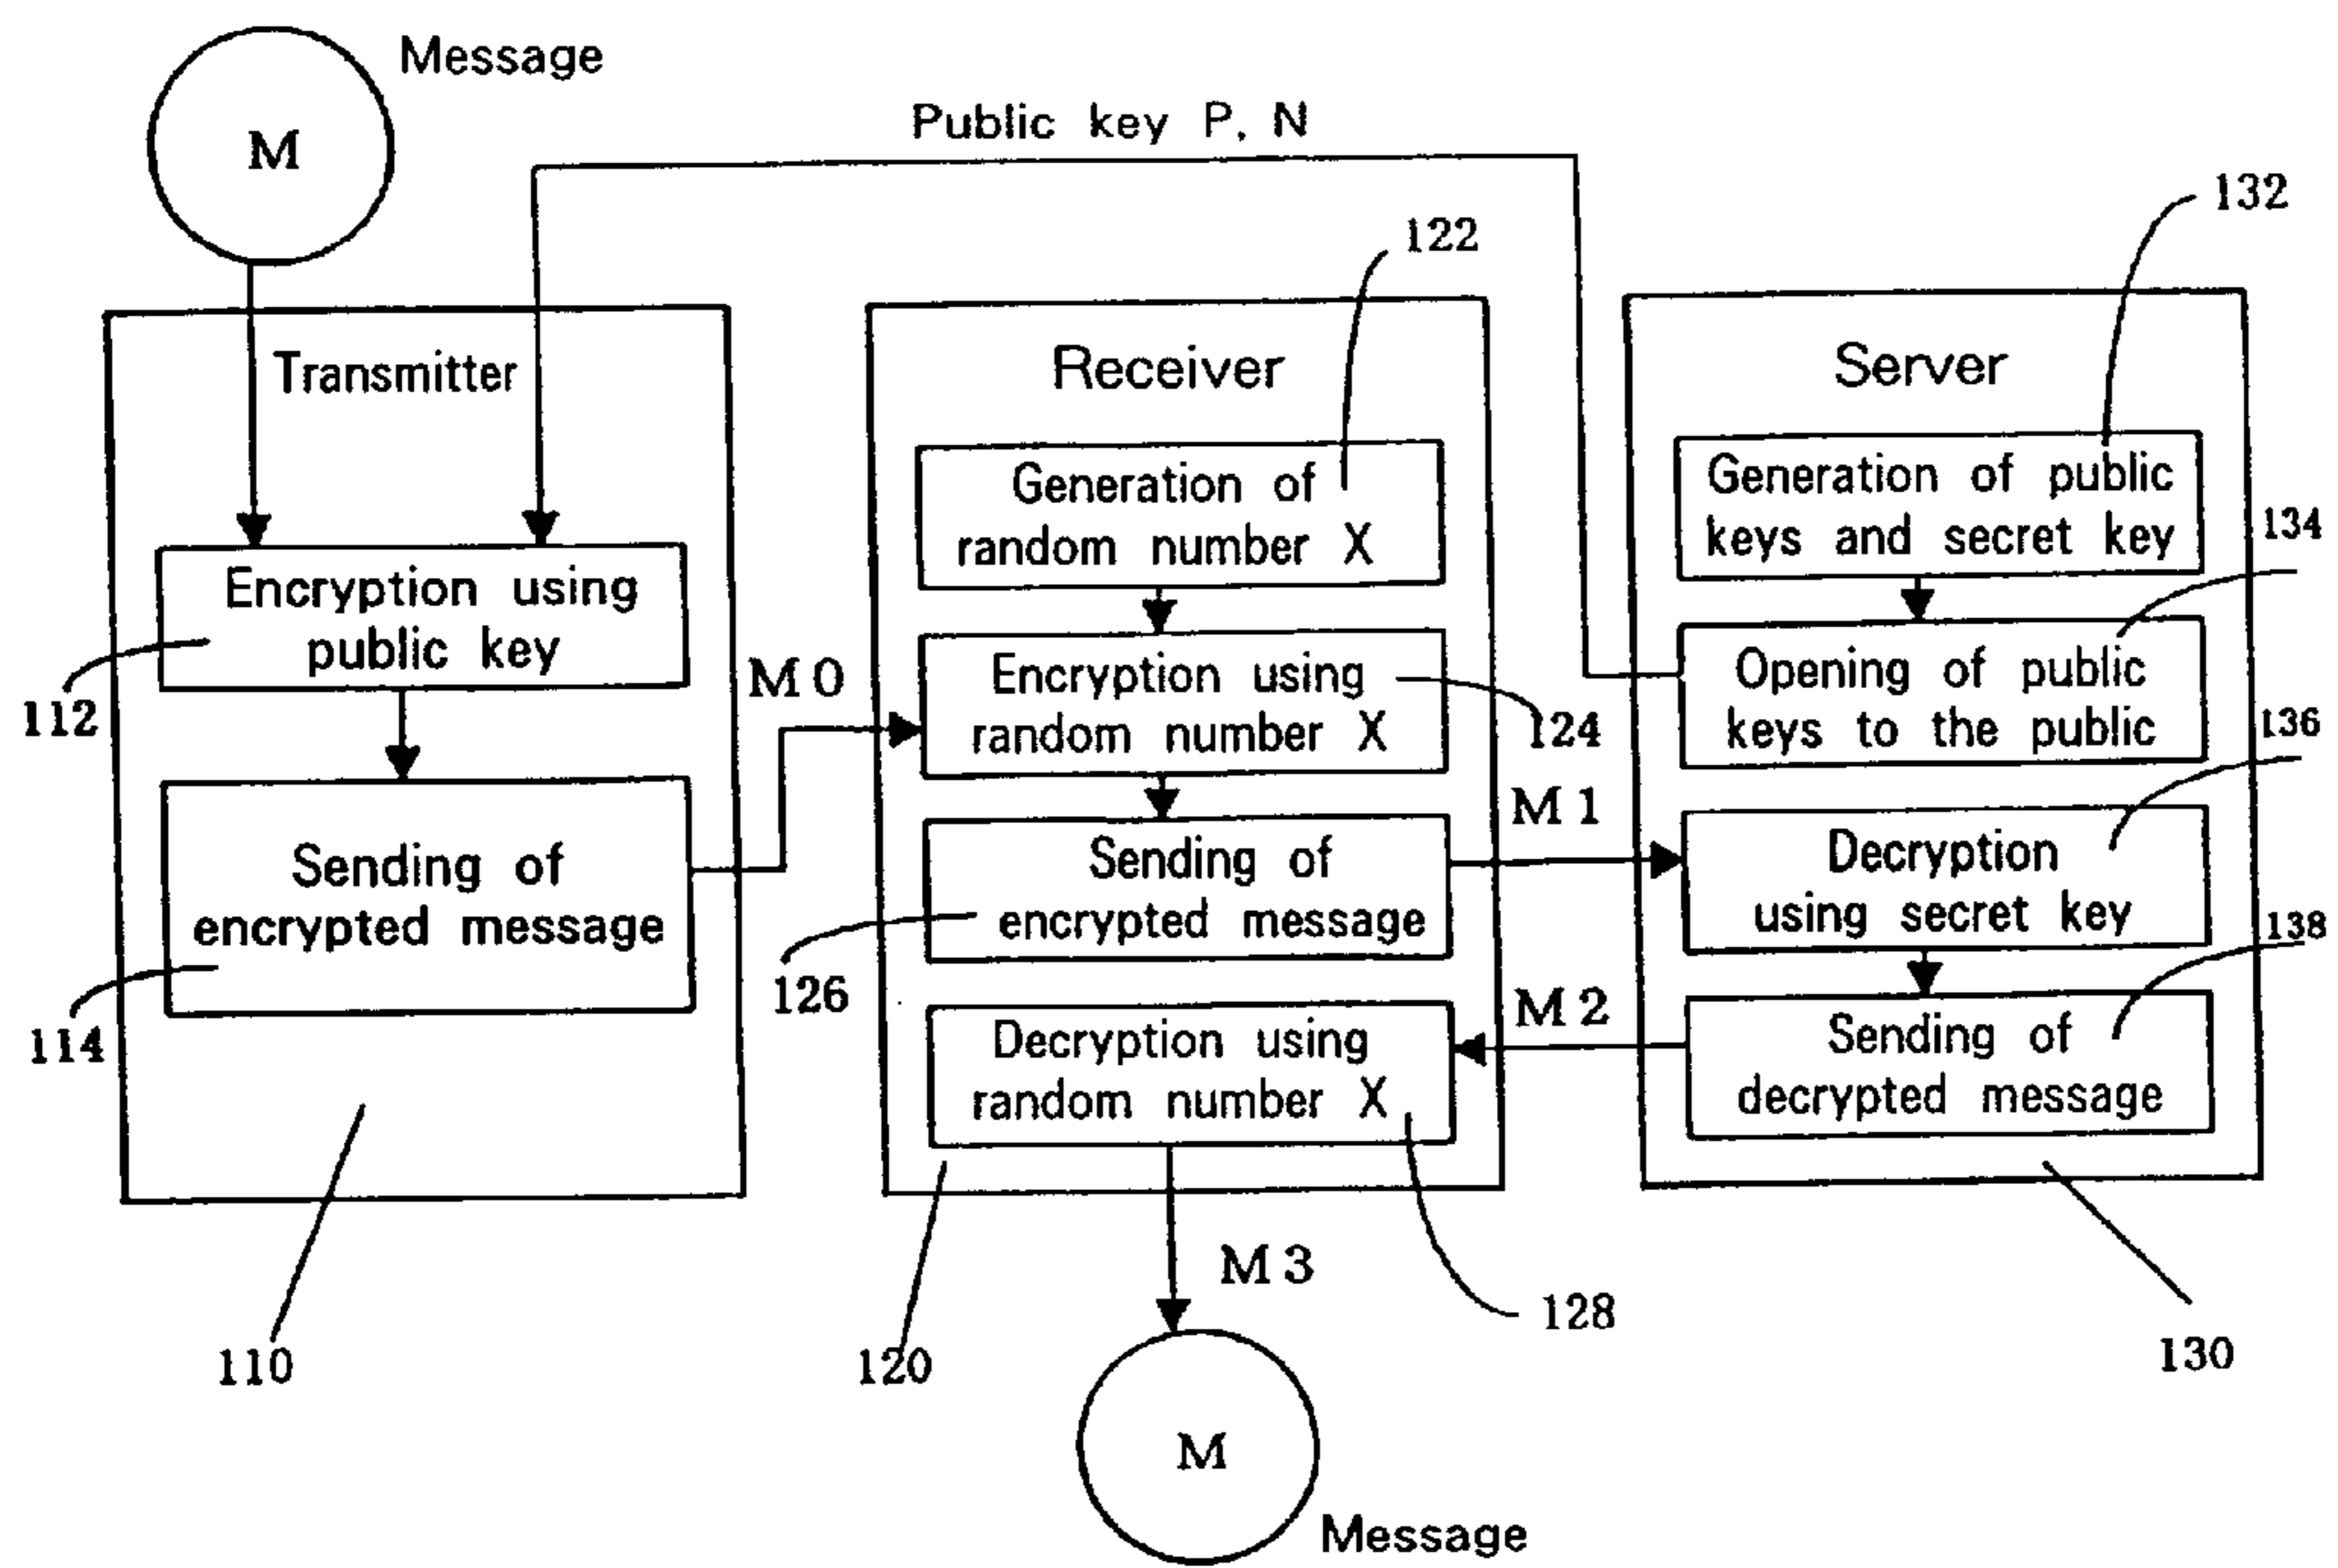 Message
M
Public key P, N
132
122
Transmitter
Receiver
Server
Generation of
random number X
Generation of public
keys and secret key
134
Encryption using
public key
112
M0
Encryption using
random number X
124
Opening of public
keys to the public
136
Sending of
encrypted message
114
Sending of
encrypted message
126
M1
Decryption
using secret key
138
Decryption using
random number X
M2
Sending of
decrypted message
110
120
M3
128
130
M
Message